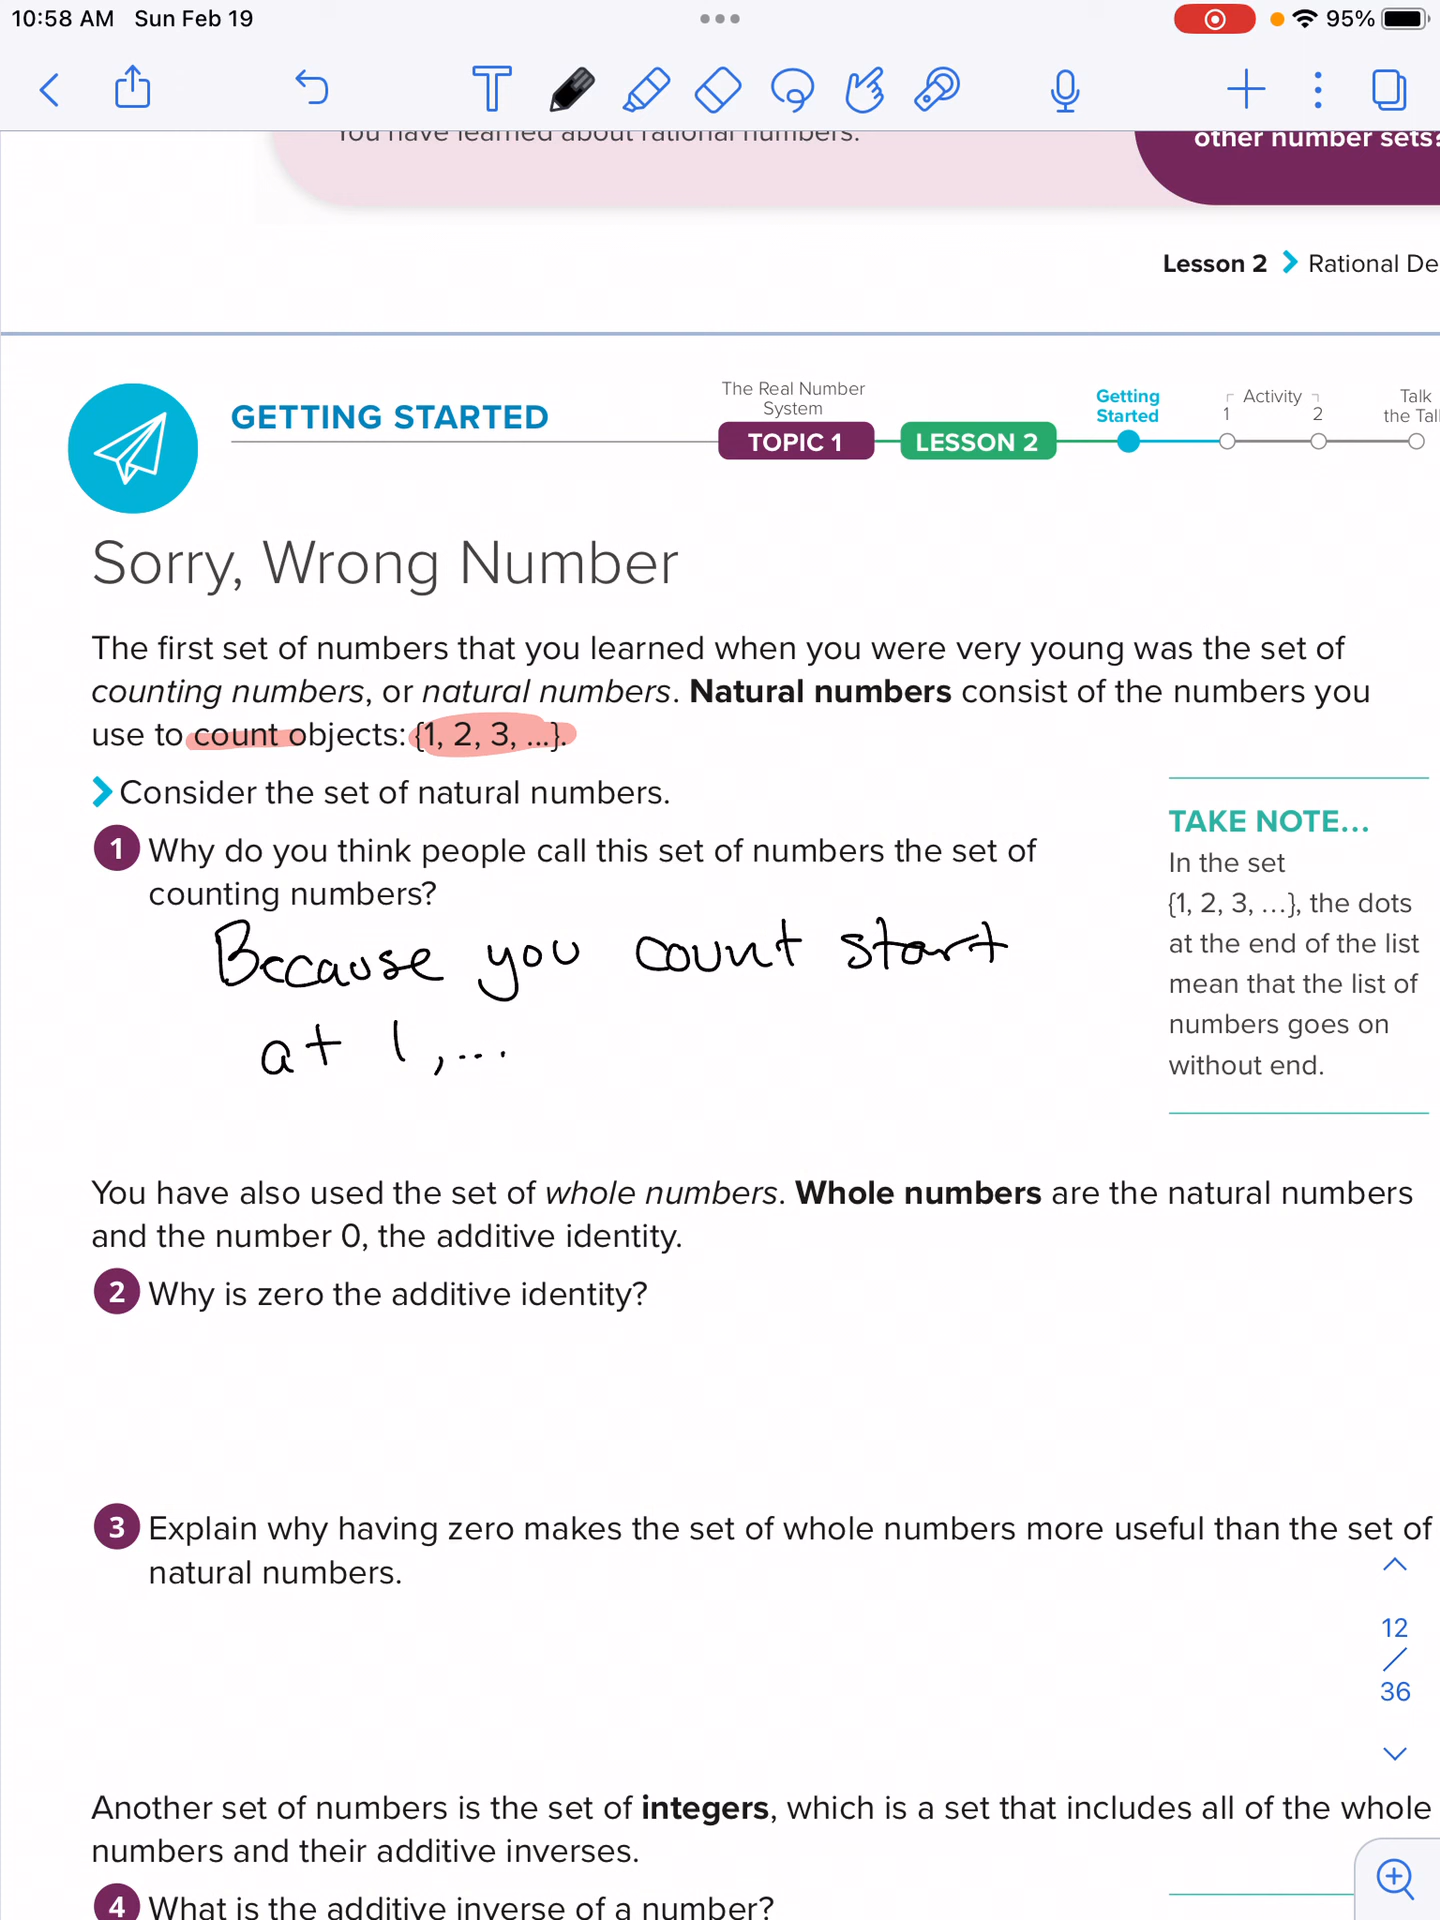 10:58 AM Sun Feb 19
95%
You have learned about rational numbers.
other number sets?
Lesson 2 Rational De
GETTING STARTED
The Real Number
System
TOPIC 1
LESSON 2
Getting
Started
Activity
1 2
Talk
the Tal
Sorry, Wrong Number
The first set of numbers that you learned when you were very young was the set of
counting numbers, or natural numbers. Natural numbers consist of the numbers you
use to count objects: {1, 2, 3, ...}.
Consider the set of natural numbers.
1 Why do you think people call this set of numbers the set of
counting numbers?
Because you count start
at 1,...
TAKE NOTE...
In the set
{1, 2, 3, ...}, the dots
at the end of the list
mean that the list of
numbers goes on
without end.
You have also used the set of whole numbers. Whole numbers are the natural numbers
and the number 0, the additive identity.
2 Why is zero the additive identity?
3 Explain why having zero makes the set of whole numbers more useful than the set of
natural numbers.
12
/
36
Another set of numbers is the set of integers, which is a set that includes all of the whole
numbers and their additive inverses.
4 What is the additive inverse of a number?